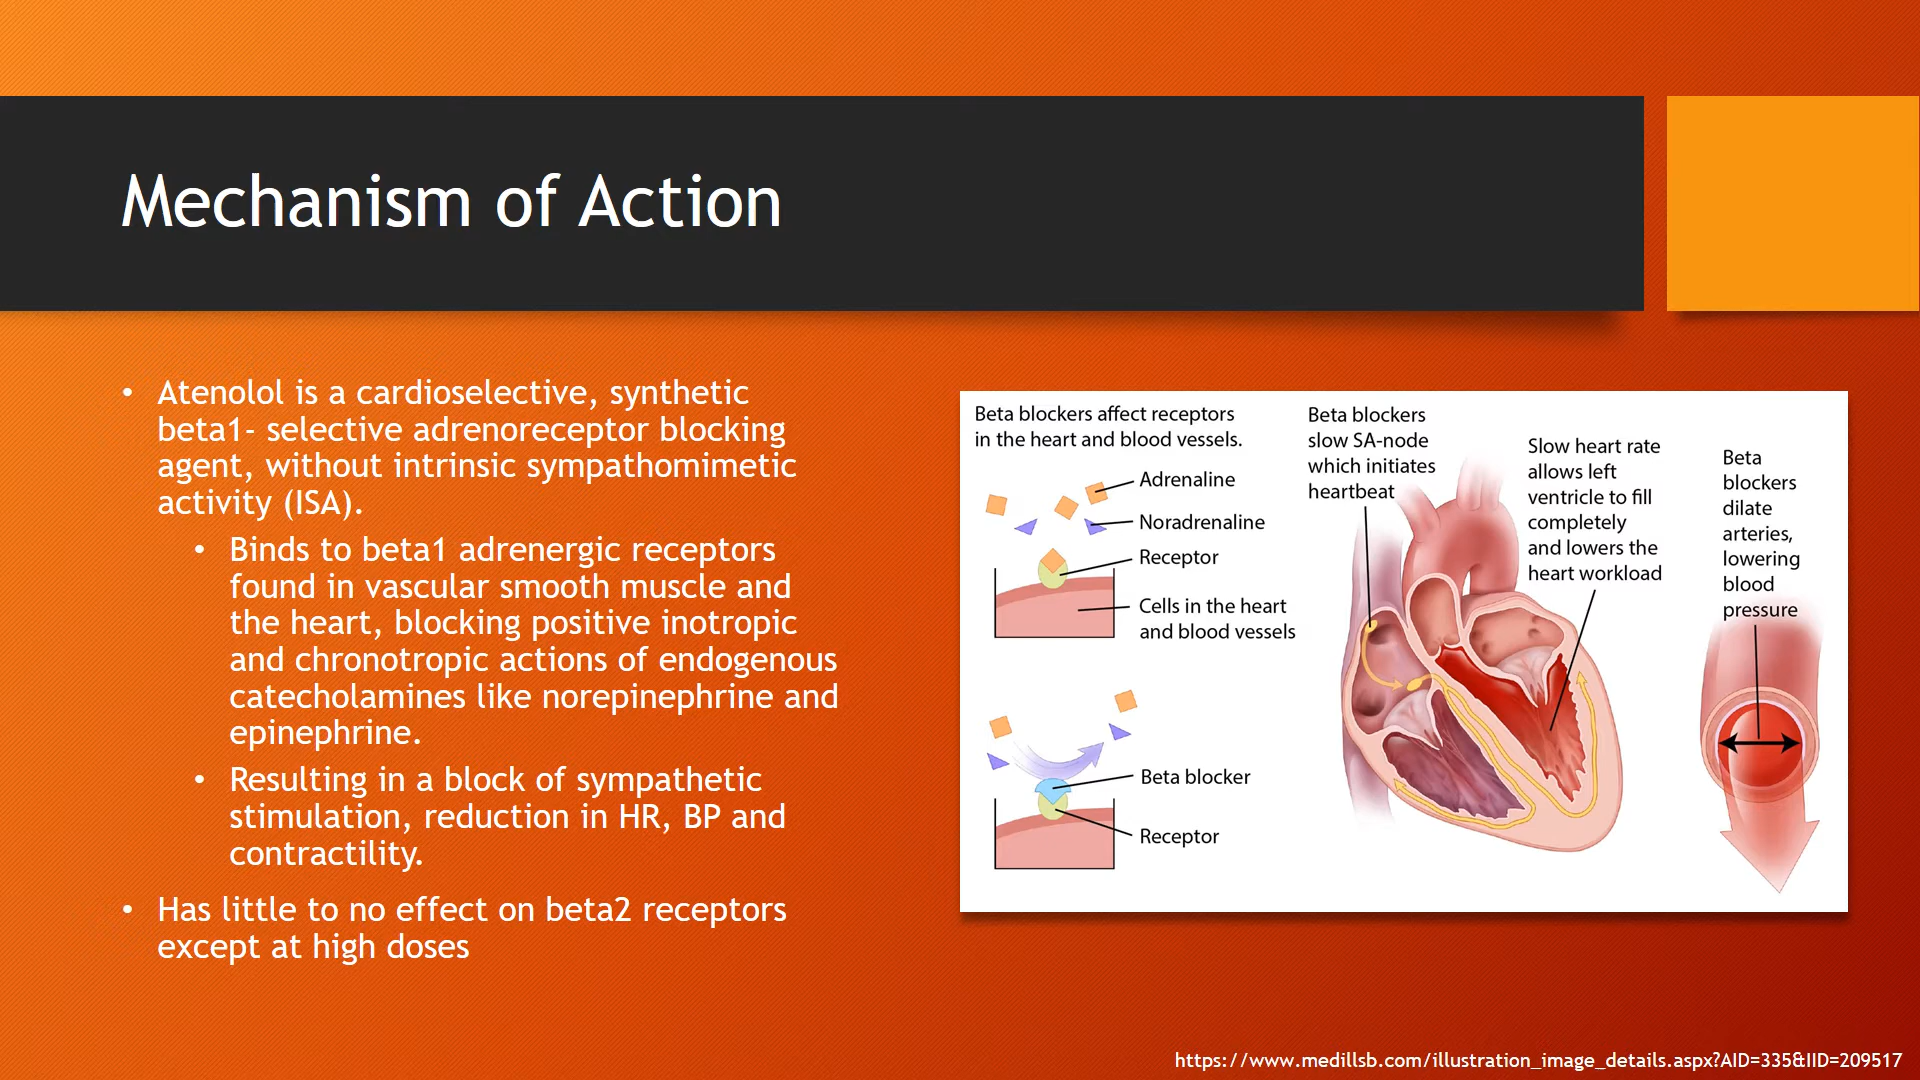 Mechanism of Action
• Atenolol is a cardioselective, synthetic
beta1- selective adrenoreceptor blocking
agent, without intrinsic sympathomimetic
activity (ISA).
• Binds to beta1 adrenergic receptors
found in vascular smooth muscle and
the heart, blocking positive inotropic
and chronotropic actions of endogenous
catecholamines like norepinephrine and
epinephrine.
• Resulting in a block of sympathetic
stimulation, reduction in HR, BP and
contractility.
• Has little to no effect on beta2 receptors
except at high doses
Beta blockers affect receptors
in the heart and blood vessels.
Adrenaline
Noradrenaline
Receptor
Cells in the heart
and blood vessels
Beta blocker
Receptor
Beta blockers
slow SA-node
which initiates
heartbeat
Slow heart rate
allows left
ventricle to fill
completely
and lowers the
heart workload
Beta
blockers
dilate
arteries,
lowering
blood
pressure
https://www.medillsb.com/illustration_image_details.aspx?AID=335&IID=209517